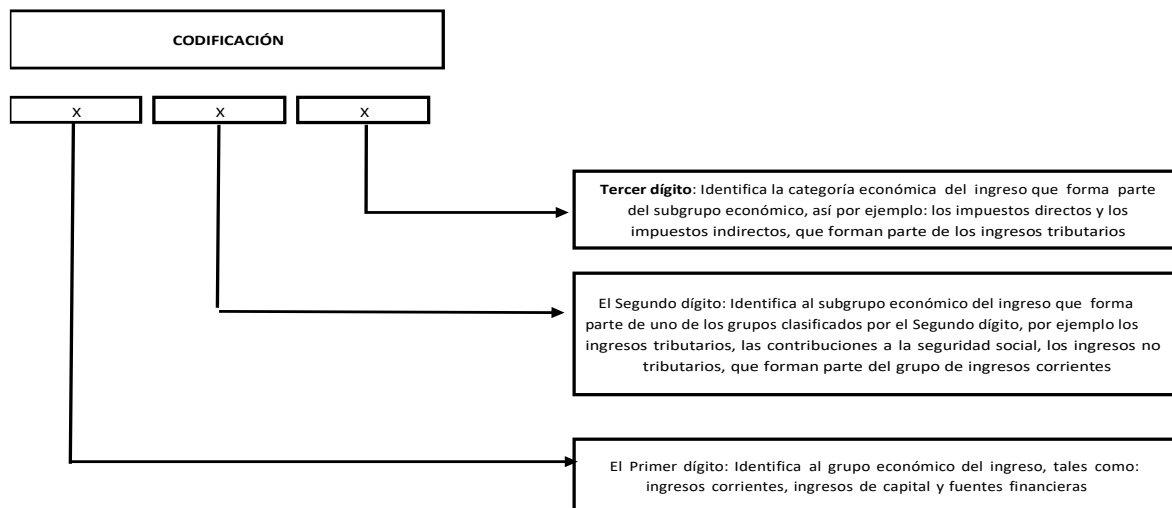 CODIFICACIÓN
x x x
Tercer dígito: Identifica la categoría económica del ingreso que forma parte
del subgrupo económico, así por ejemplo: los impuestos directos y los
impuestos indirectos, que forman parte de los ingresos tributarios
El Segundo dígito: Identifica al subgrupo económico del ingreso que forma
parte de uno de los grupos clasificados por el Segundo dígito, por ejemplo los
ingresos tributarios, las contribuciones a la seguridad social, los ingresos no
tributarios, que forman parte del grupo de ingresos corrientes
El Primer dígito: Identifica al grupo económico del ingreso, tales como:
ingresos corrientes, ingresos de capital y fuentes financieras